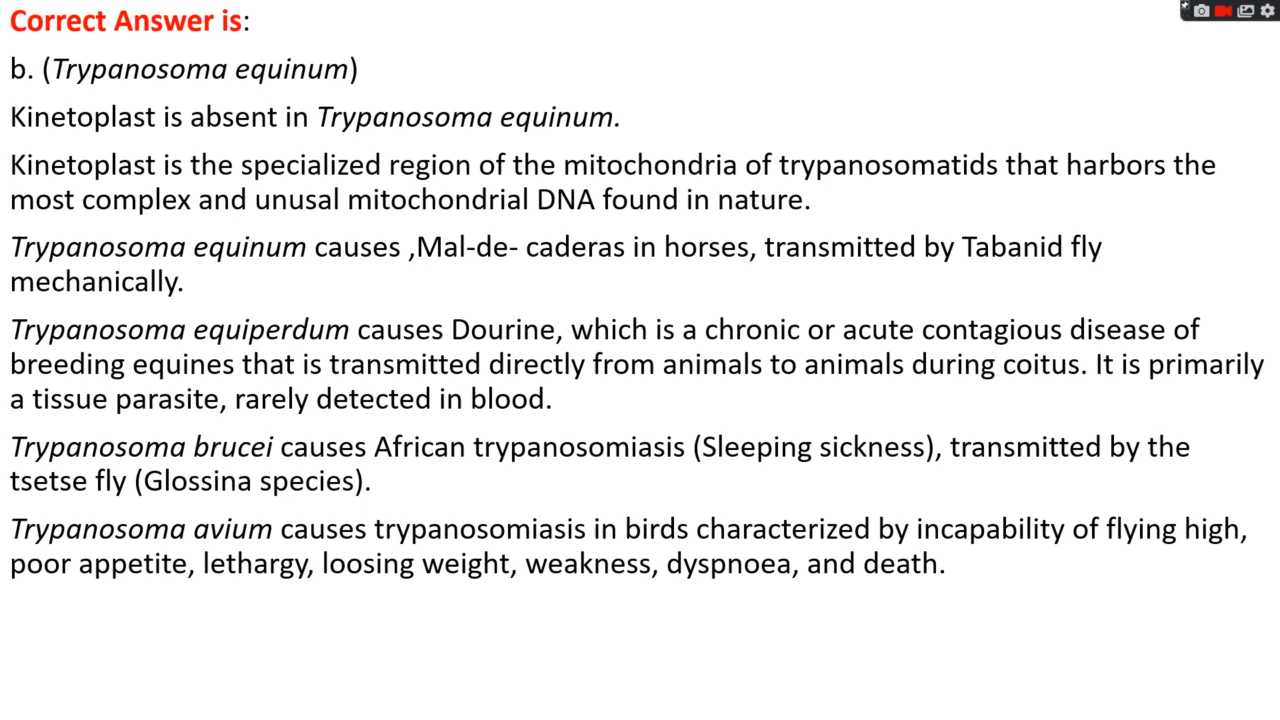 Correct Answer is:
b. (Trypanosoma equinum)
Kinetoplast is absent in Trypanosoma equinum.
Kinetoplast is the specialized region of the mitochondria of trypanosomatids that harbors the
most complex and unusal mitochondrial DNA found in nature.
Trypanosoma equinum causes ,Mal-de- caderas in horses, transmitted by Tabanid fly
mechanically.
Trypanosoma equiperdum causes Dourine, which is a chronic or acute contagious disease of
breeding equines that is transmitted directly from animals to animals during coitus. It is primarily
a tissue parasite, rarely detected in blood.
Trypanosoma brucei causes African trypanosomiasis (Sleeping sickness), transmitted by the
tsetse fly (Glossina species).
Trypanosoma avium causes trypanosomiasis in birds characterized by incapability of flying high,
poor appetite, lethargy, loosing weight, weakness, dyspnoea, and death.